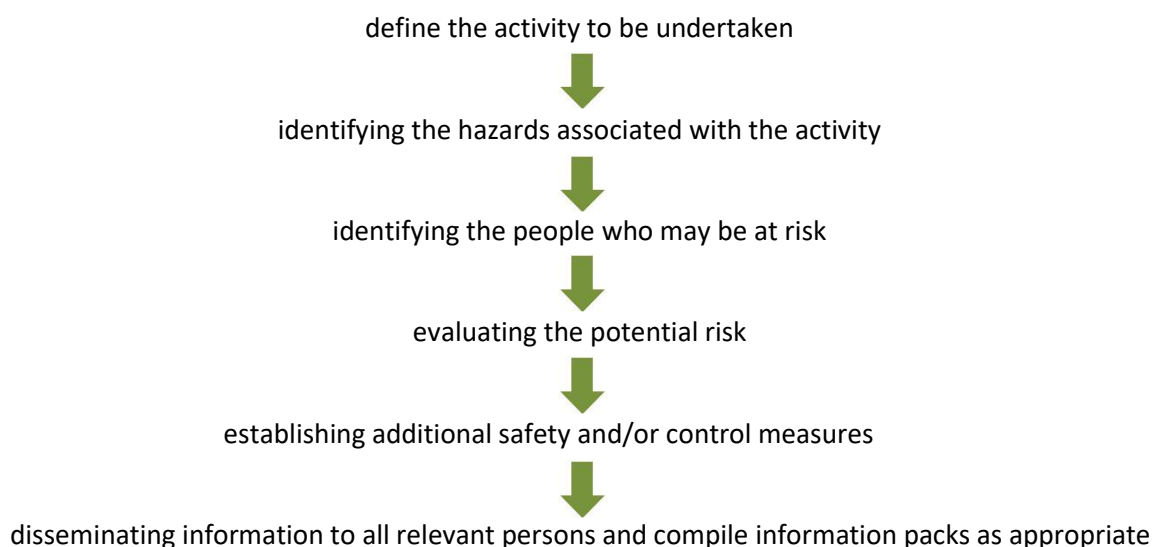 define the activity to be undertaken
identifying the hazards associated with the activity
identifying the people who may be at risk
evaluating the potential risk
establishing additional safety and/or control measures
disseminating information to all relevant persons and compile information packs as appropriate